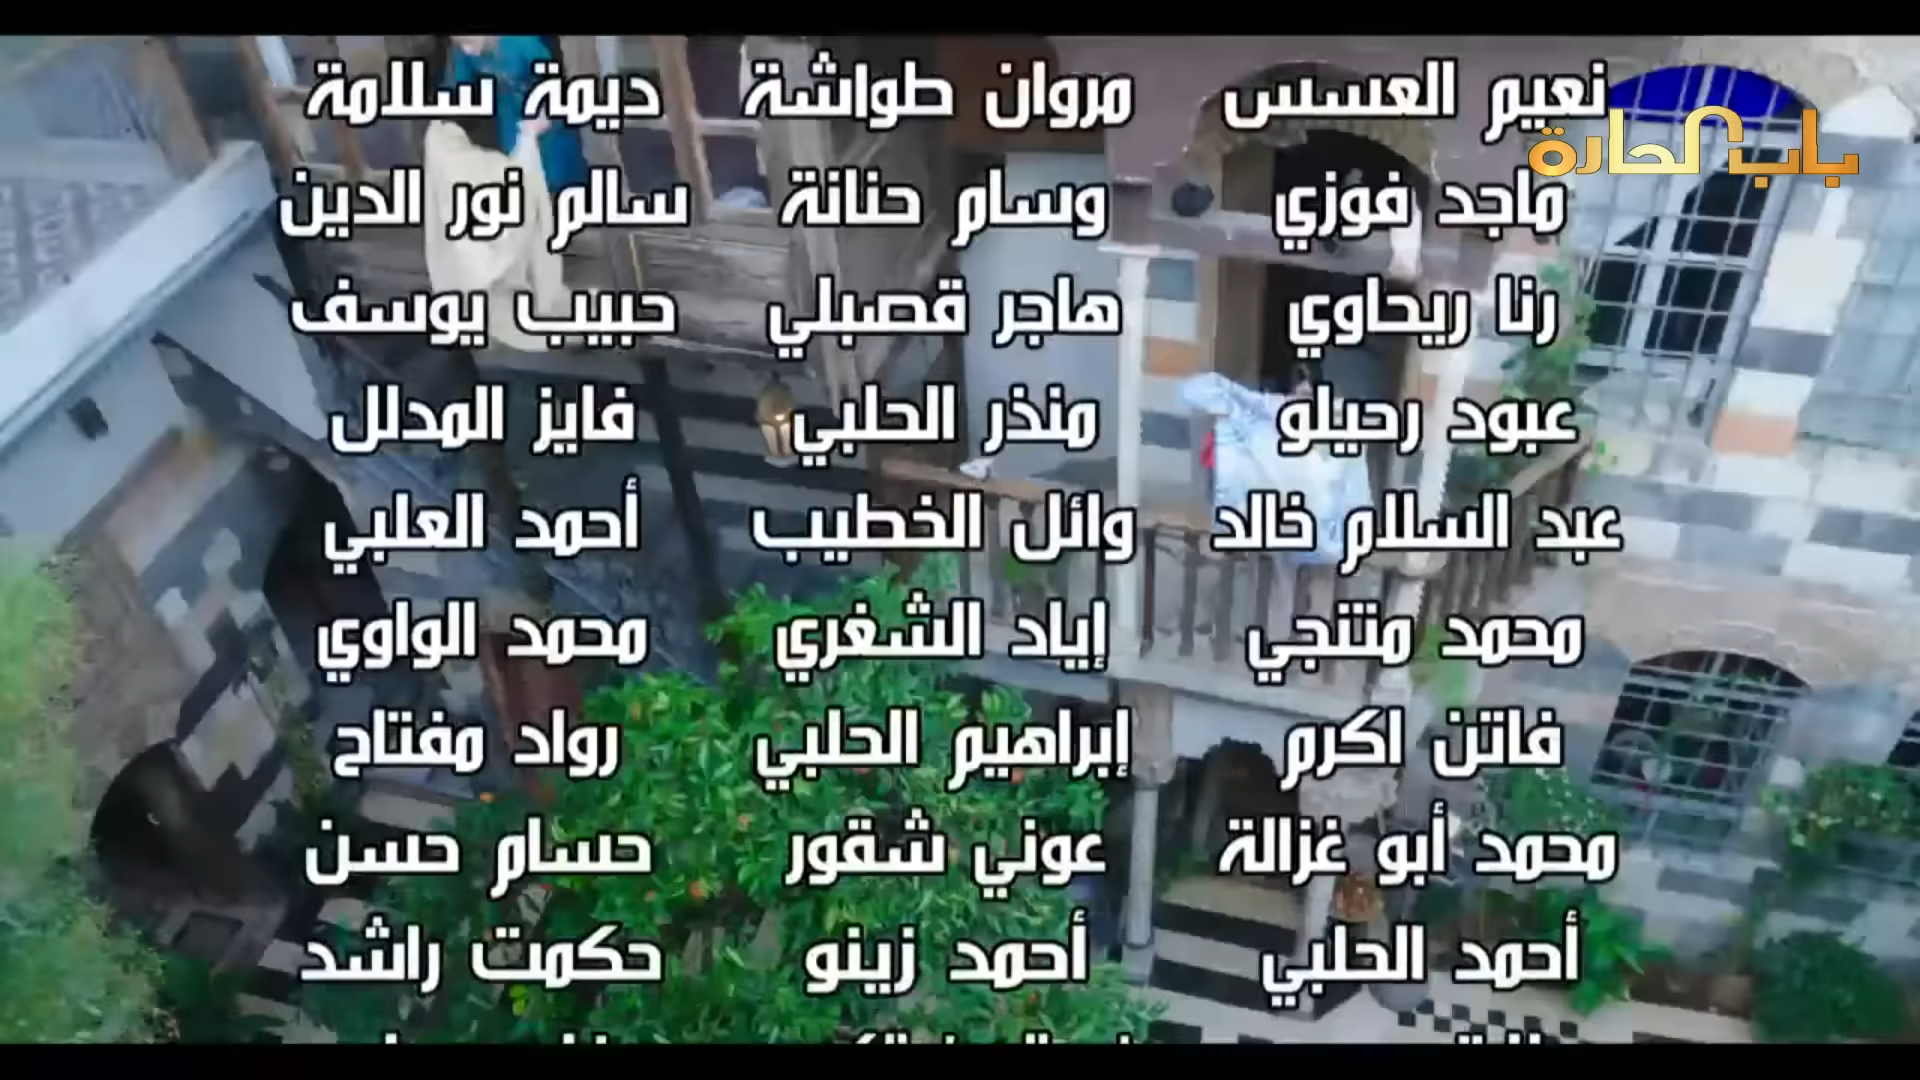 باب الحارة
نعيم العسس مروان طواشة ديمة سلامة
ماجد فوزي وسام حنانة سالم نور الدين
رنا ريحاوي هاجر قصبلي حبيب يوسف
عبود رحيلو منذر الحلبي فايز المدلل
عبد السلام خالد وائل الخطيب أحمد العلبي
محمد متنجي إياد الشغري محمد الواوي
فاتن اكرم إبراهيم الحلبي رواد مفتاح
محمد أبو غزالة عوني شقور حسام حسن
أحمد الحلبي أحمد زينو حكمت راشد